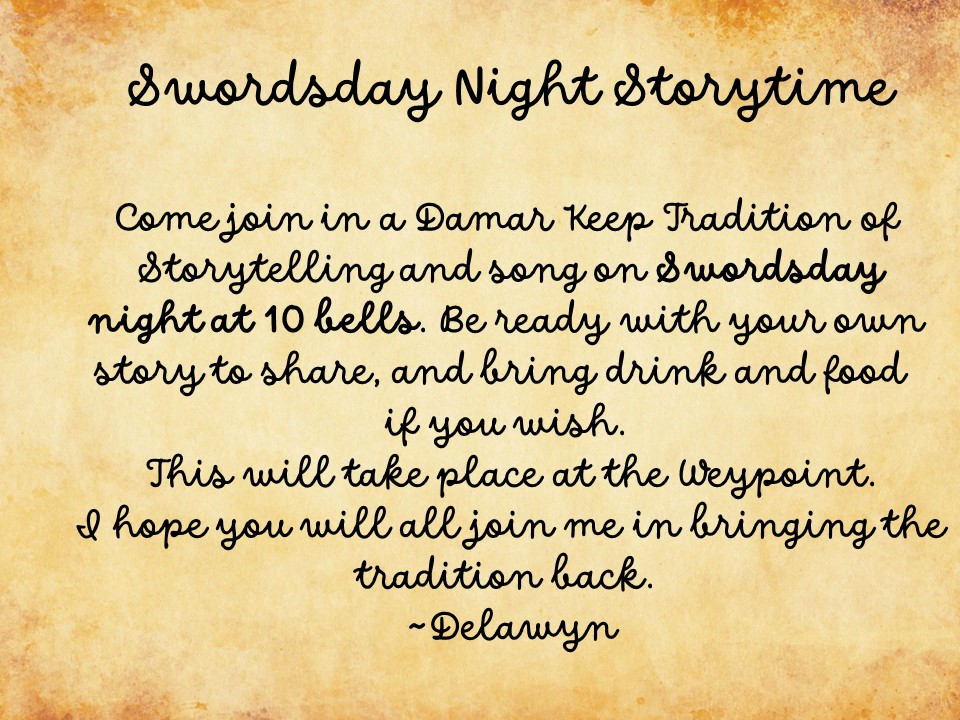 Swordsday Night Storytime
Come join in a Damar Keep Tradition of
Storytelling and song on Swordsday
night at 10 bells. Be ready with your own
story to share, and bring drink and food
if you wish.
This will take place at the Weypoint.
I hope you will all join me in bringing the
tradition back.
~Delawyn